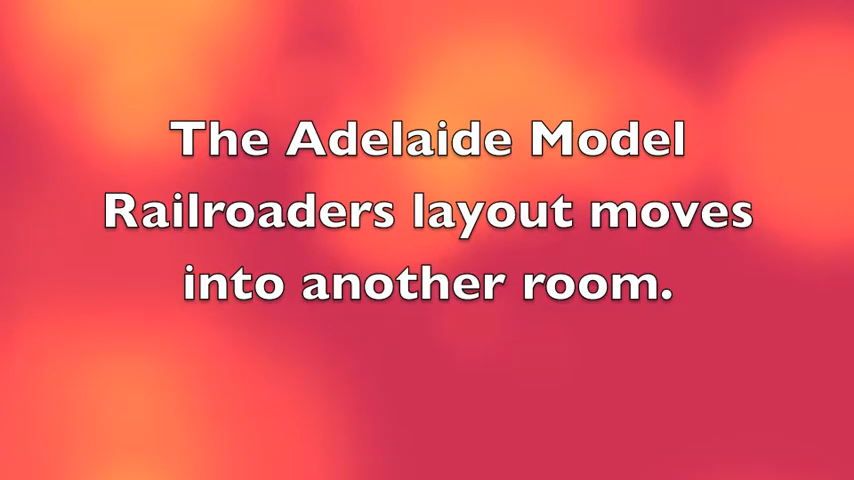 The Adelaide Model
Railroaders layout moves
into another room.